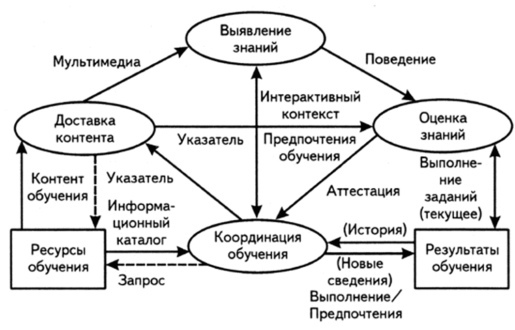 Выявление
знаний
Мультимедиа
Поведение
Интерактивный
контекст
Доставка
контента
Оценка
знаний
Указатель
Предпочтения
обучения
Контент
обучения
Указатель
Аттестация
Выполне-
ние
заданий
(текущее)
Информа-
ционный
каталог
(История)
Ресурсы
обучения
Координация
обучения
Результаты
обучения
Запрос
(Новые
сведения)
Выполнение/
Предпочтения